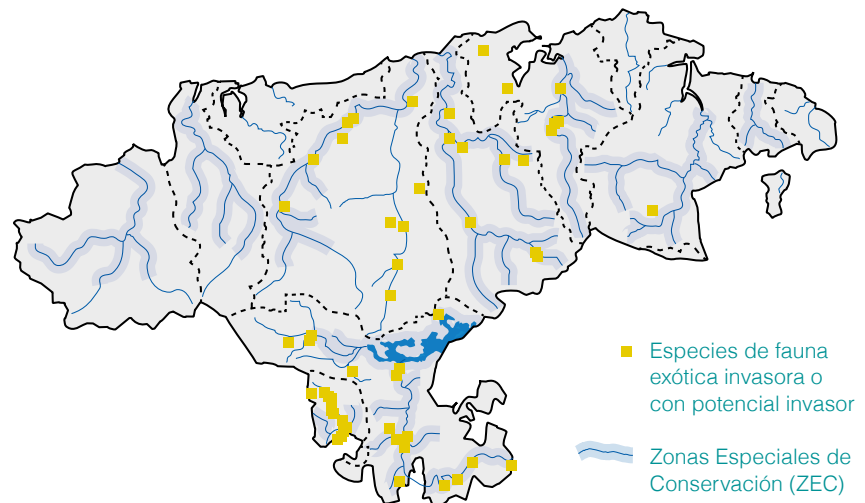 Especies de fauna
exótica invasora o
con potencial invasor
Zonas Especiales de
Conservación (ZEC)